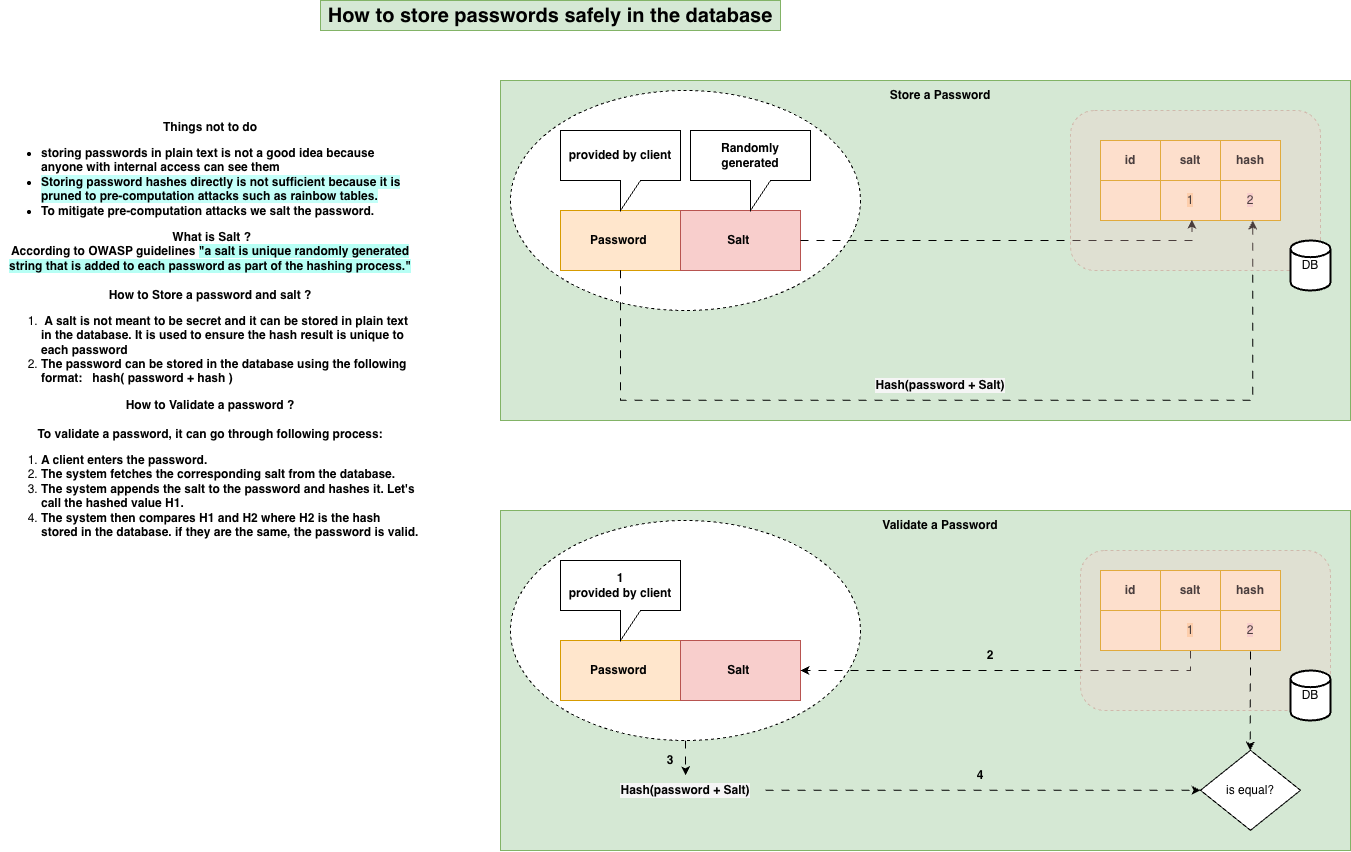 How to store passwords safely in the database
Things not to do
• storing passwords in plain text is not a good idea because
anyone with internal access can see them
• Storing password hashes directly is not sufficient because it is
pruned to pre-computation attacks such as rainbow tables.
• To mitigate pre-computation attacks we salt the password.
What is Salt ?
According to OWASP guidelines "a salt is unique randomly generated
string that is added to each password as part of the hashing process."
How to Store a password and salt ?
1. A salt is not meant to be secret and it can be stored in plain text
in the database. It is used to ensure the hash result is unique to
each password
2. The password can be stored in the database using the following
format: hash( password + hash )
How to Validate a password ?
To validate a password, it can go through following process:
1. A client enters the password.
2. The system fetches the corresponding salt from the database.
3. The system appends the salt to the password and hashes it. Let's
call the hashed value H1.
4. The system then compares H1 and H2 where H2 is the hash
stored in the database. if they are the same, the password is valid.
Store a Password
provided by client
Randomly
generated
Password
Salt
id
salt
hash
1
2
DB
Hash(password + Salt)
Validate a Password
1
provided by client
Password
Salt
id
salt
hash
1
2
DB
2
3
Hash(password + Salt)
4
is equal?